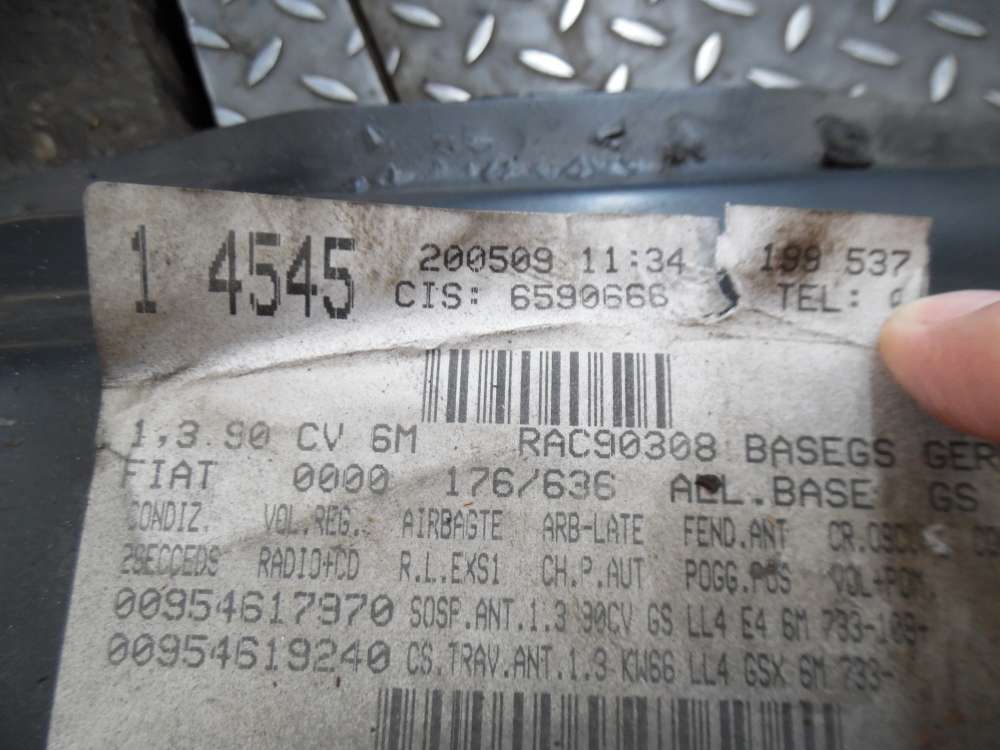 1 4545 200509 11:34 199 537
CIS: 6590666 TEL:
1,3 90 CV 6M RAC90308 BASEGS GER
FIAT 0000 176/636 ALL.BASE GS
CONDIZ. VOL.REG. AIRBAGTE ARB-LATE FEND.ANT
2SECCEDS RADIO+CD R.L.EXS1 CH.P.AUT POGG.POS VOL+POM
00954617970 SOSP.ANT.1.3 90CV GS LL4 E4 6M 733-169-
00954619240 CS.TRAV.ANT.1.3 KW66 LL4 GSX 6M 733-